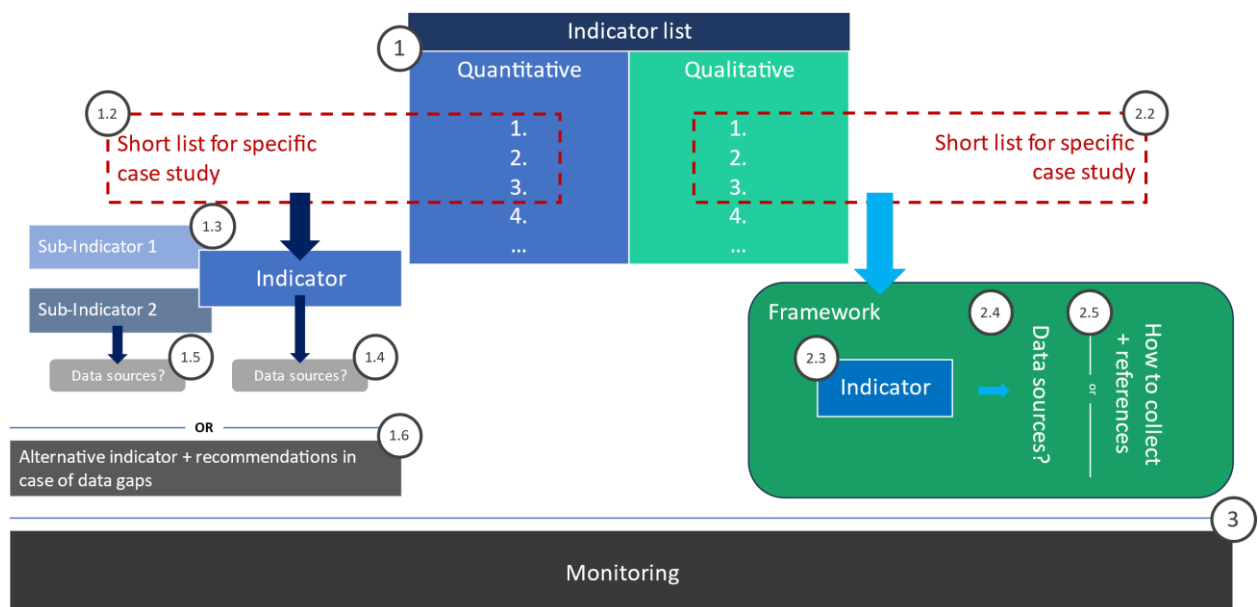 1
Indicator list
Quantitative
1.
2.
3.
4.
...
Qualitative
1.
2.
3.
4.
...
1.2
Short list for specific
case study
2.2
Short list for specific
case study
1.3
Sub-Indicator 1
Indicator
Sub-Indicator 2
1.5
Data sources?
1.4
Data sources?
OR
1.6
Alternative indicator + recommendations in
case of data gaps
Framework
2.3
Indicator
2.4
Data sources?
2.5
or
How to collect
+ references
3
Monitoring